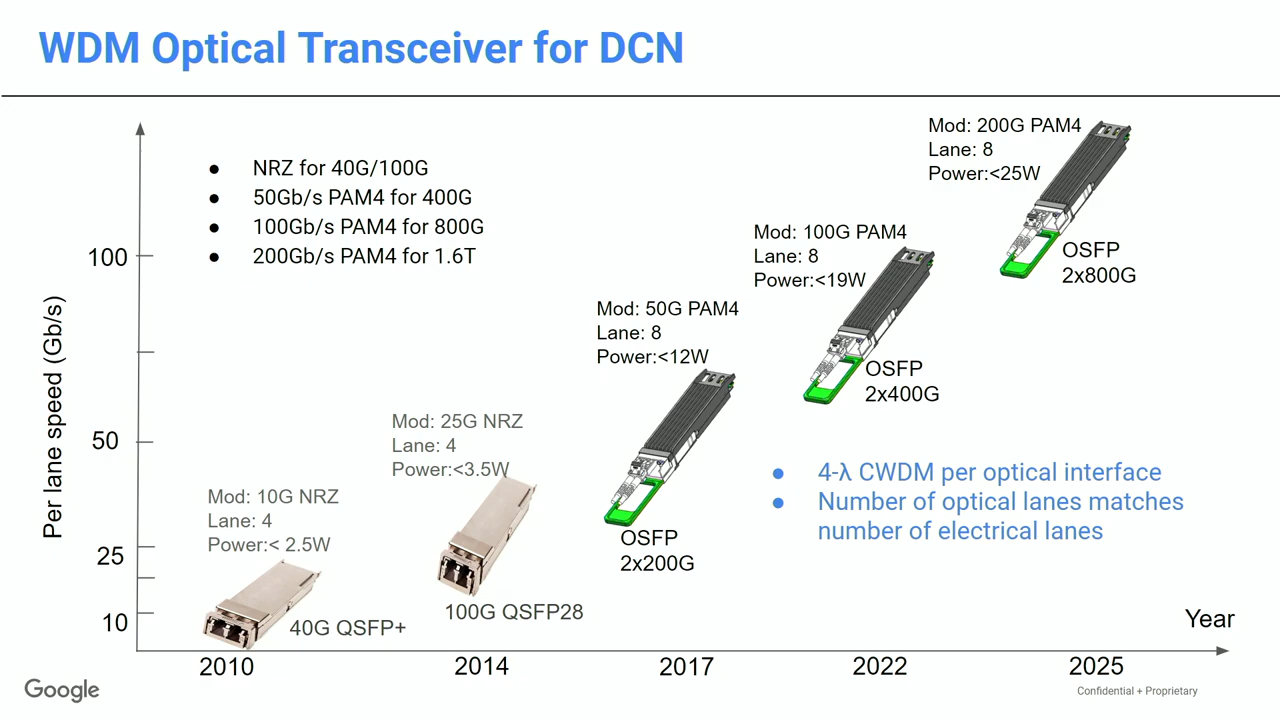 WDM Optical Transceiver for DCN
● NRZ for 40G/100G
● 50Gb/s PAM4 for 400G
● 100Gb/s PAM4 for 800G
● 200Gb/s PAM4 for 1.6T
Per lane speed (Gb/s)
100
50
25
10
Mod: 10G NRZ
Lane: 4
Power:< 2.5W
40G QSFP+
Mod: 25G NRZ
Lane: 4
Power:<3.5W
100G QSFP28
Mod: 50G PAM4
Lane: 8
Power:<12W
OSFP
2x200G
Mod: 100G PAM4
Lane: 8
Power:<19W
OSFP
2x400G
Mod: 200G PAM4
Lane: 8
Power:<25W
OSFP
2x800G
● 4-λ CWDM per optical interface
● Number of optical lanes matches
number of electrical lanes
Year
2010 2014 2017 2022 2025
Google
Confidential + Proprietary